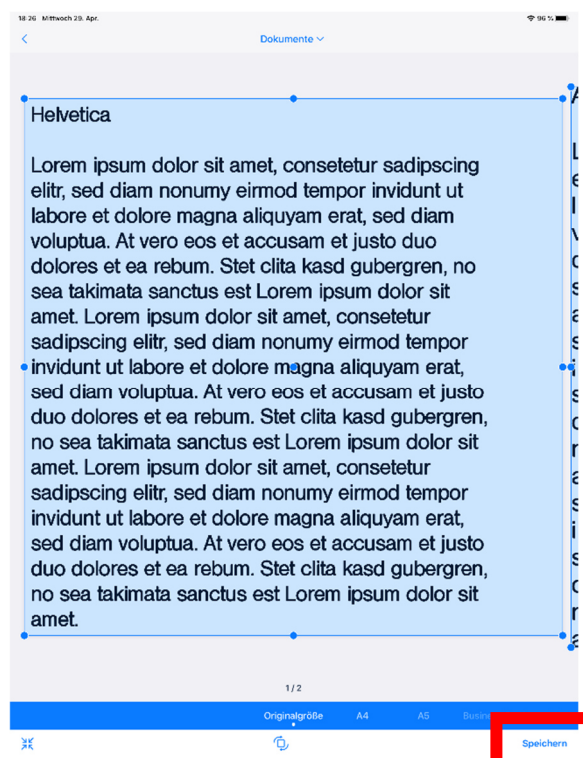 18:26 Mittwoch 29. Apr.
96 %
Dokumente
Helvetica
Lorem ipsum dolor sit amet, consetetur sadipscing
elitr, sed diam nonumy eirmod tempor invidunt ut
labore et dolore magna aliquyam erat, sed diam
voluptua. At vero eos et accusam et justo duo
dolores et ea rebum. Stet clita kasd gubergren, no
sea takimata sanctus est Lorem ipsum dolor sit
amet. Lorem ipsum dolor sit amet, consetetur
sadipscing elitr, sed diam nonumy eirmod tempor
invidunt ut labore et dolore magna aliquyam erat,
sed diam voluptua. At vero eos et accusam et justo
duo dolores et ea rebum. Stet clita kasd gubergren,
no sea takimata sanctus est Lorem ipsum dolor sit
amet. Lorem ipsum dolor sit amet, consetetur
sadipscing elitr, sed diam nonumy eirmod tempor
invidunt ut labore et dolore magna aliquyam erat,
sed diam voluptua. At vero eos et accusam et justo
duo dolores et ea rebum. Stet clita kasd gubergren,
no sea takimata sanctus est Lorem ipsum dolor sit
amet.
1 / 2
Originalgröße A4 A5
Speichern